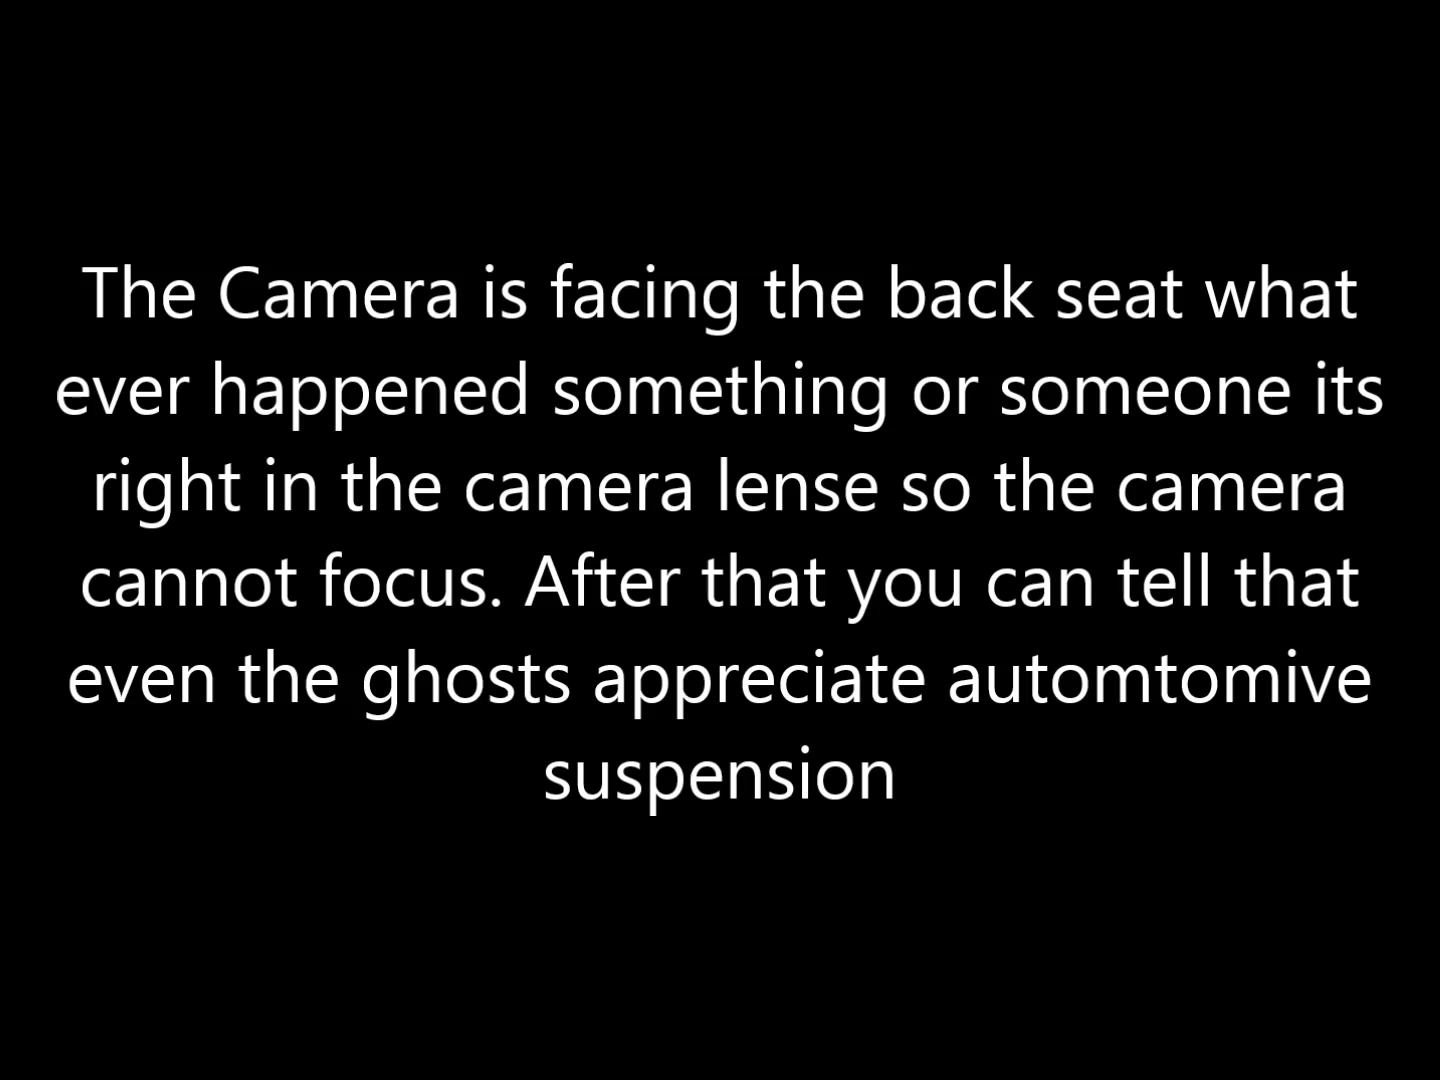 The Camera is facing the back seat what
ever happened something or someone its
right in the camera lense so the camera
cannot focus. After that you can tell that
even the ghosts appreciate automtomive
suspension